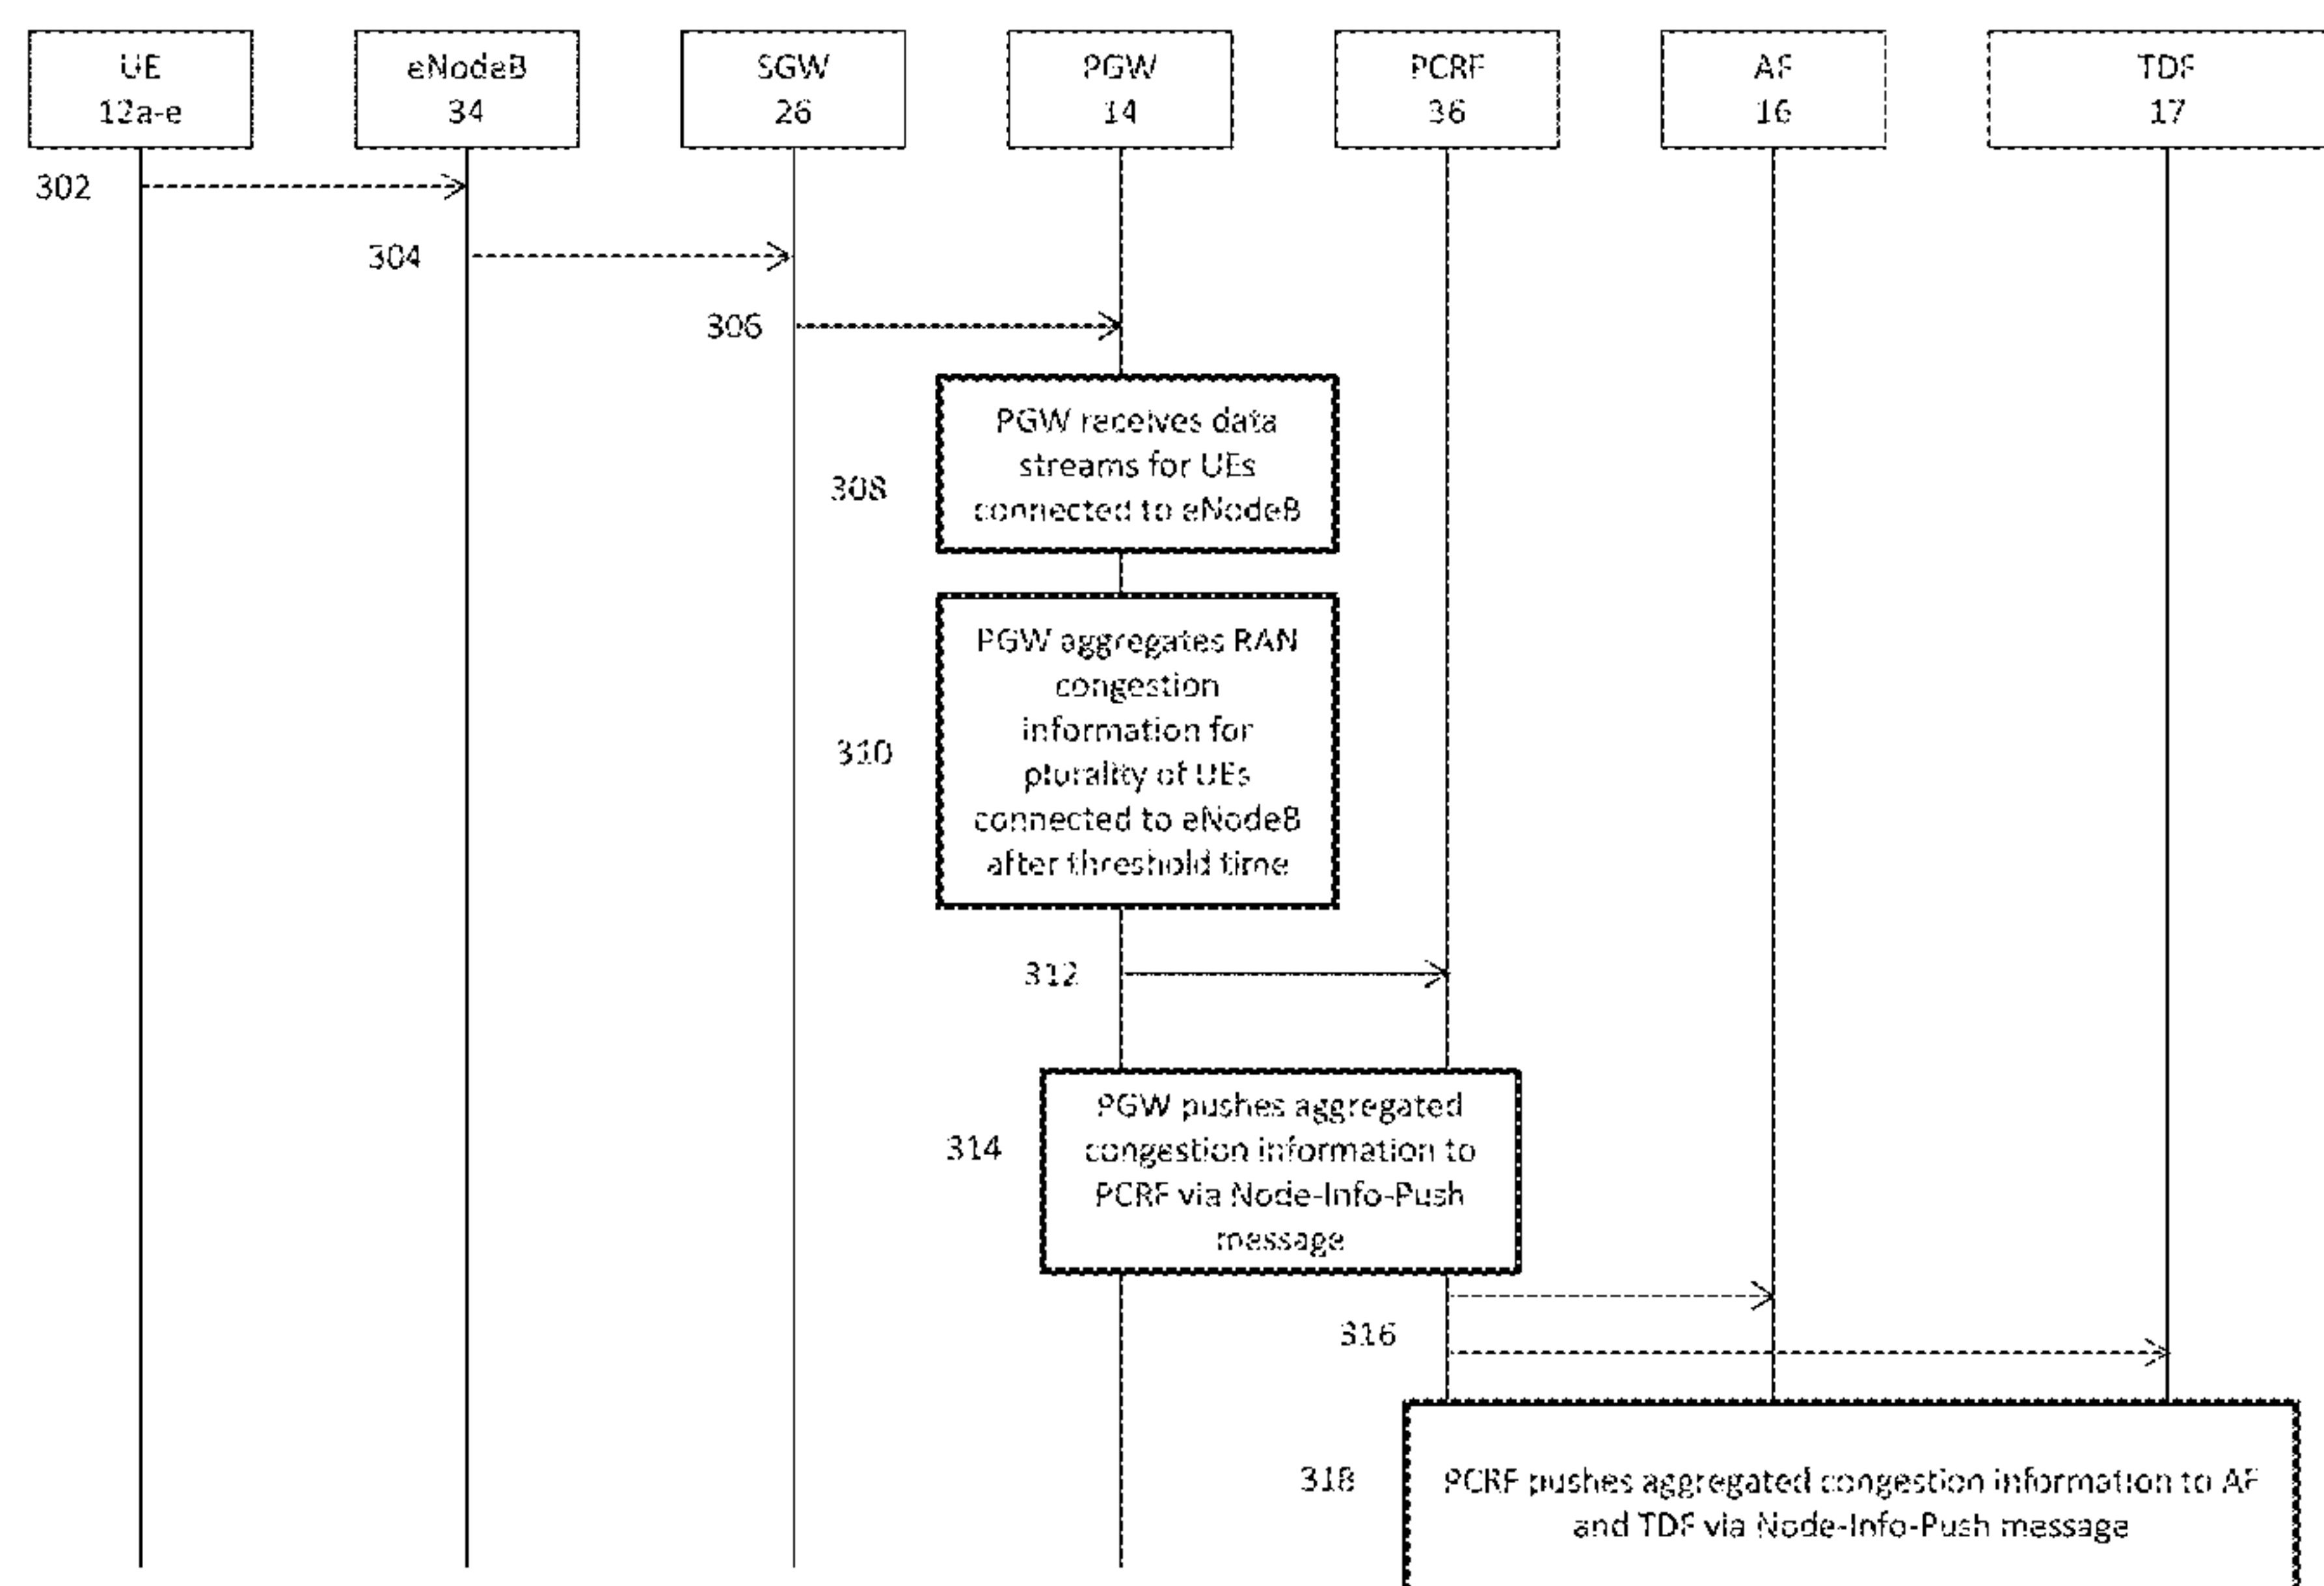 UE
12a-e
eNodeB
34
SGW
26
PGW
14
PCRF
36
AF
16
TDF
17
302
304
306
308
PGW receives data
streams for UEs
connected to eNodeB
310
PGW aggregates RAN
congestion
information for
plurality of UEs
connected to eNodeB
after threshold time
312
314
PGW pushes aggregated
congestion information to
PCRF via Node-Info-Push
message
316
318
PCRF pushes aggregated congestion information to AF
and TDF via Node-Info-Push message